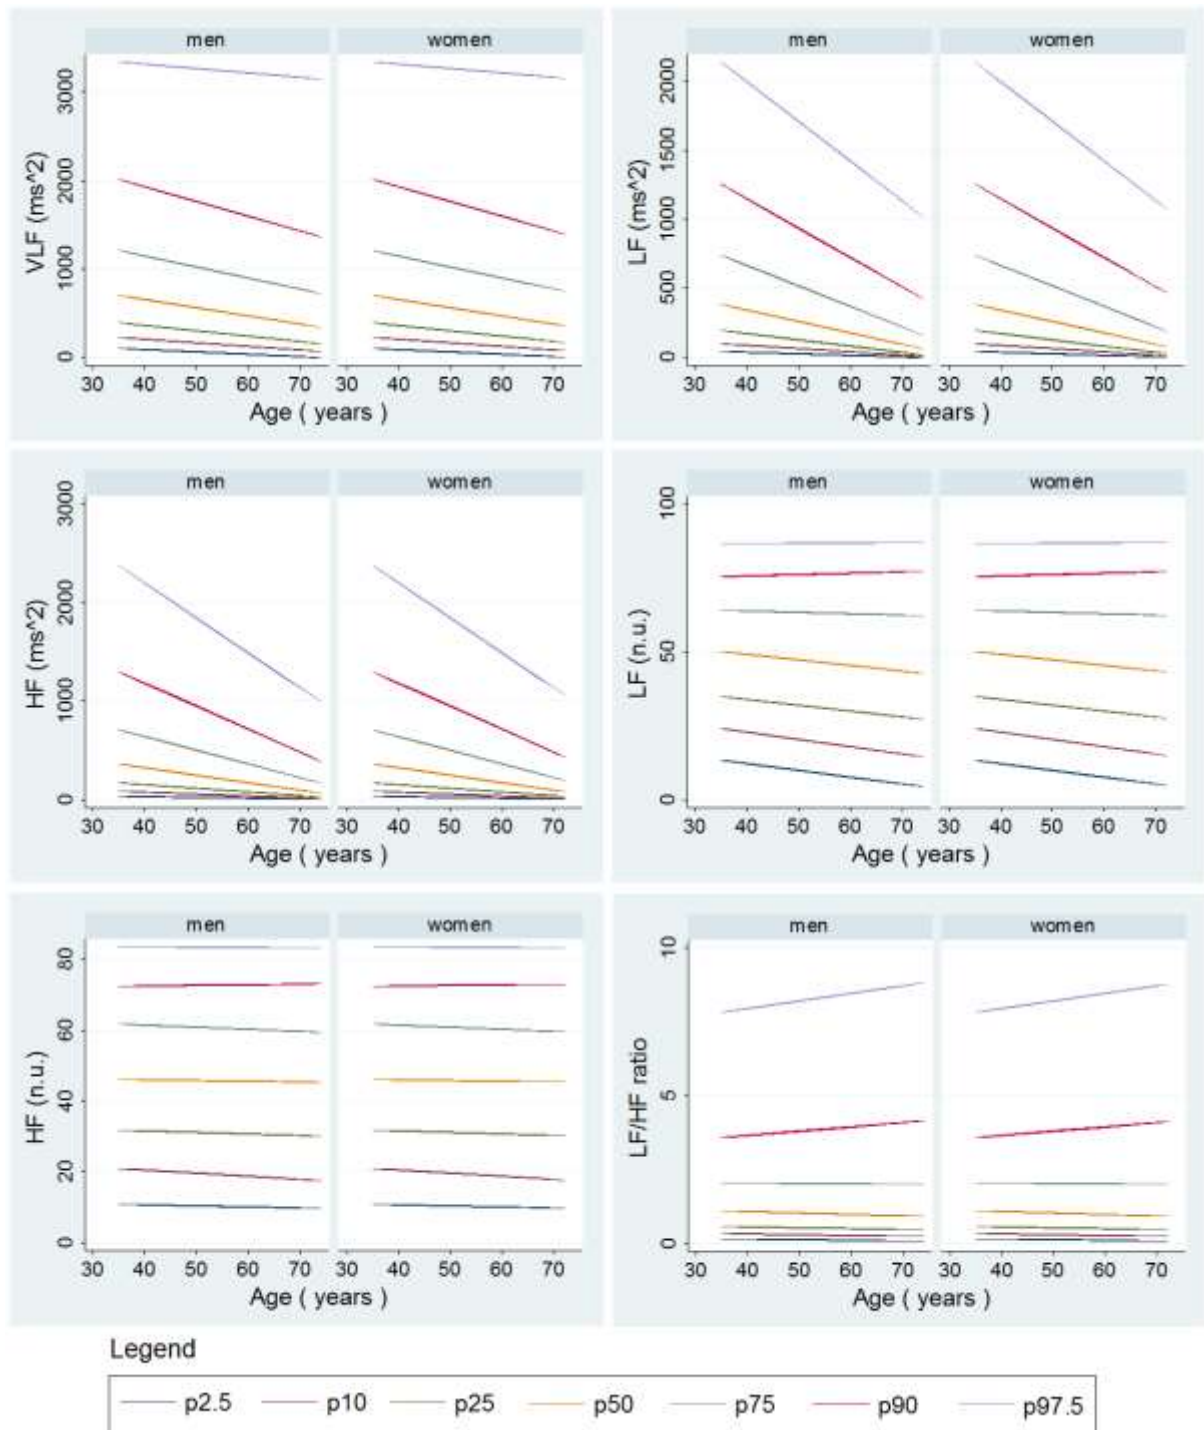 men women
VLF (ms^2)
3000
2000
1000
0
30 40 50 60 70 30 40 50 60 70
Age ( years )
men women
LF (ms^2)
2000
1500
1000
500
0
30 40 50 60 70 30 40 50 60 70
Age ( years )
men women
HF (ms^2)
3000
2000
1000
0
30 40 50 60 70 30 40 50 60 70
Age ( years )
men women
LF (n.u.)
100
50
0
30 40 50 60 70 30 40 50 60 70
Age ( years )
men women
HF (n.u.)
80
60
40
20
0
30 40 50 60 70 30 40 50 60 70
Age ( years )
men women
LF/HF ratio
10
5
0
30 40 50 60 70 30 40 50 60 70
Age ( years )
Legend
p2.5 p10 p25 p50 p75 p90 p97.5